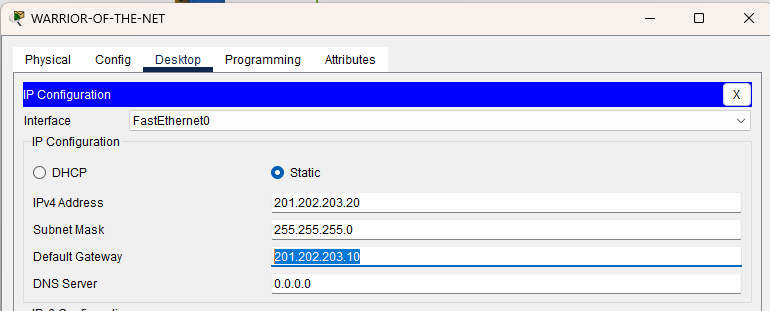 WARRIOR-OF-THE-NET
Physical Config Desktop Programming Attributes
IP Configuration X
Interface FastEthernet0
IP Configuration
DHCP Static
IPv4 Address 201.202.203.20
Subnet Mask 255.255.255.0
Default Gateway 201.202.203.10
DNS Server 0.0.0.0